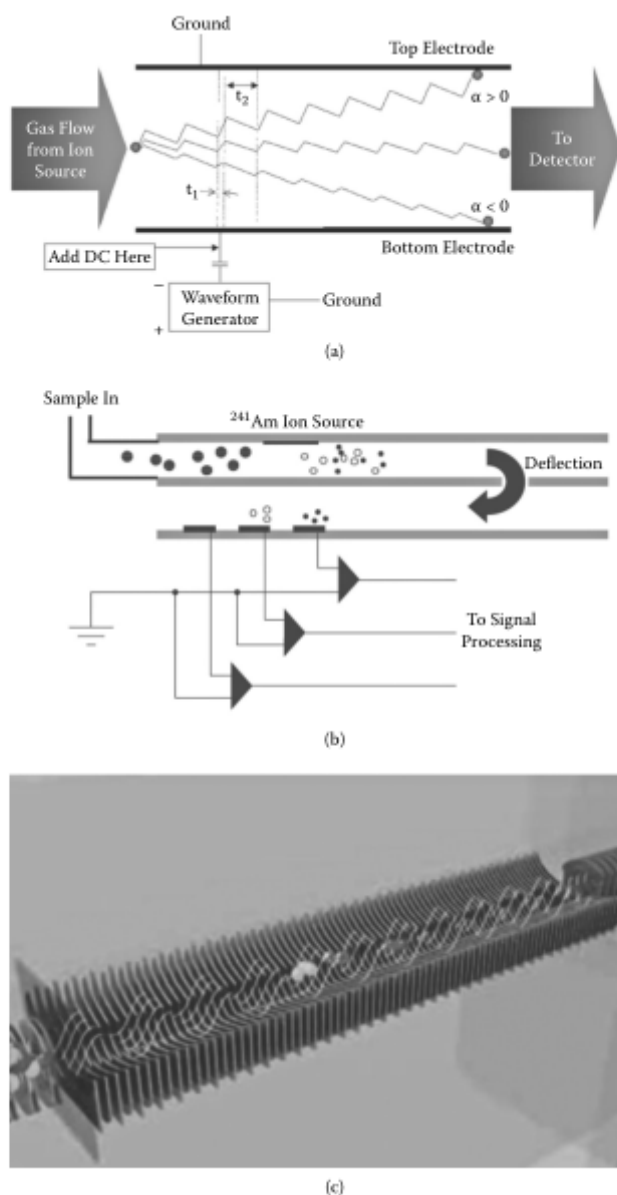 Ground
Top Electrode
t₂
α > 0
Gas Flow
from Ion
Source
To
Detector
t₁
α < 0
Add DC Here
Bottom Electrode
−
Waveform
Generator
Ground
+
(a)
Sample In
²⁴¹Am Ion Source
Deflection
To Signal
Processing
(b)
(c)